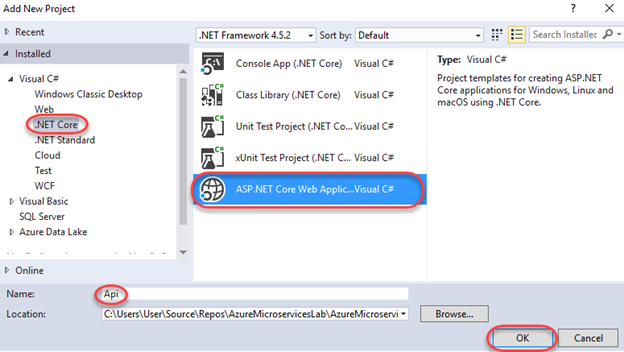 Add New Project
Recent
.NET Framework 4.5.2
Sort by: Default
Search Installec
Installed
Visual C#
Windows Classic Desktop
Web
.NET Core
.NET Standard
Cloud
Test
WCF
Visual Basic
SQL Server
Azure Data Lake
Online
Console App (.NET Core) Visual C#
Class Library (.NET Core) Visual C#
Unit Test Project (.NET Co... Visual C#
xUnit Test Project (.NET C... Visual C#
ASP.NET Core Web Applic... Visual C#
Type: Visual C#
Project templates for creating ASP.NET
Core applications for Windows, Linux and
macOS using .NET Core.
Name: Api
Location: C:\Users\User\Source\Repos\AzureMicroservicesLab\AzureMicroservi
Browse...
OK
Cancel